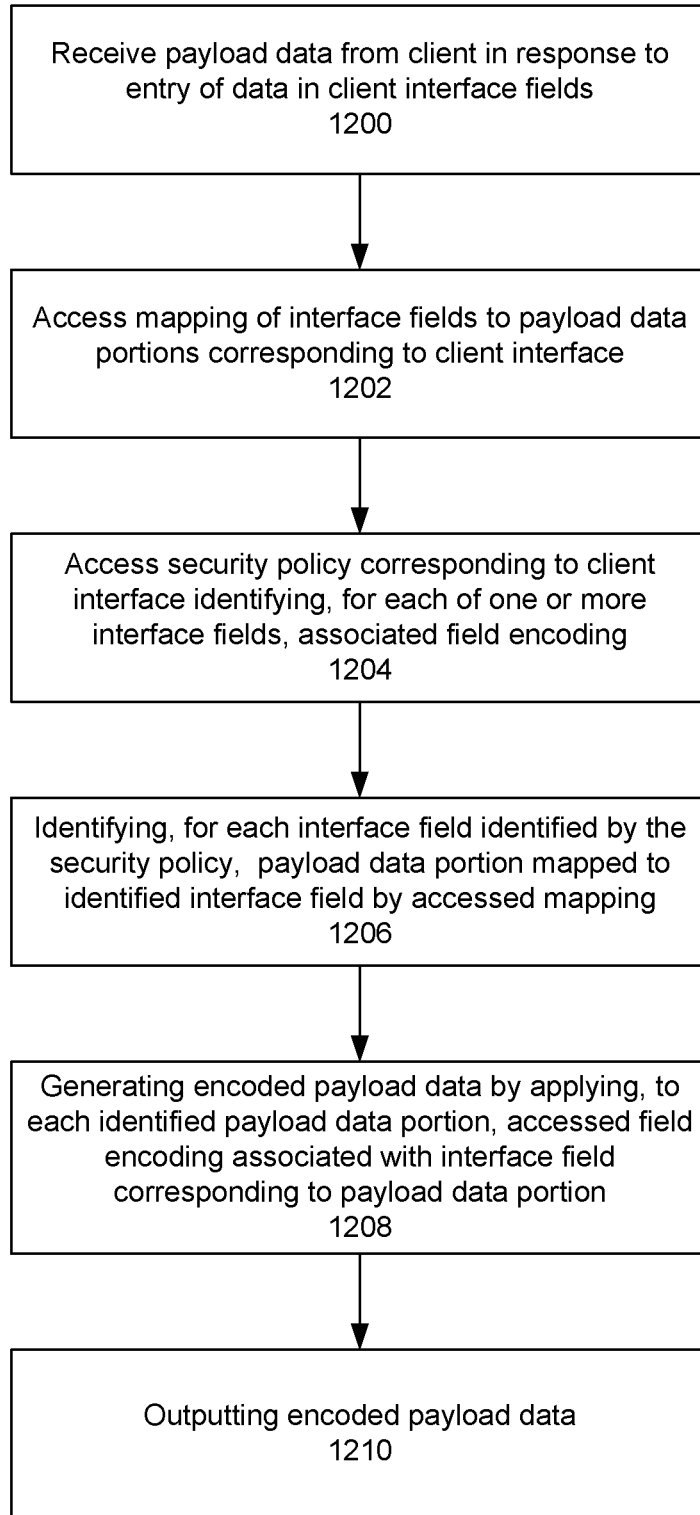 Receive payload data from client in response to
entry of data in client interface fields
1200
Access mapping of interface fields to payload data
portions corresponding to client interface
1202
Access security policy corresponding to client
interface identifying, for each of one or more
interface fields, associated field encoding
1204
Identifying, for each interface field identified by the
security policy,  payload data portion mapped to
identified interface field by accessed mapping
1206
Generating encoded payload data by applying, to
each identified payload data portion, accessed field
encoding associated with interface field
corresponding to payload data portion
1208
Outputting encoded payload data
1210